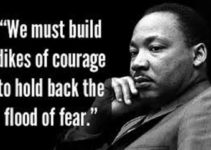 “We must build
dikes of courage
to hold back the
flood of fear.”